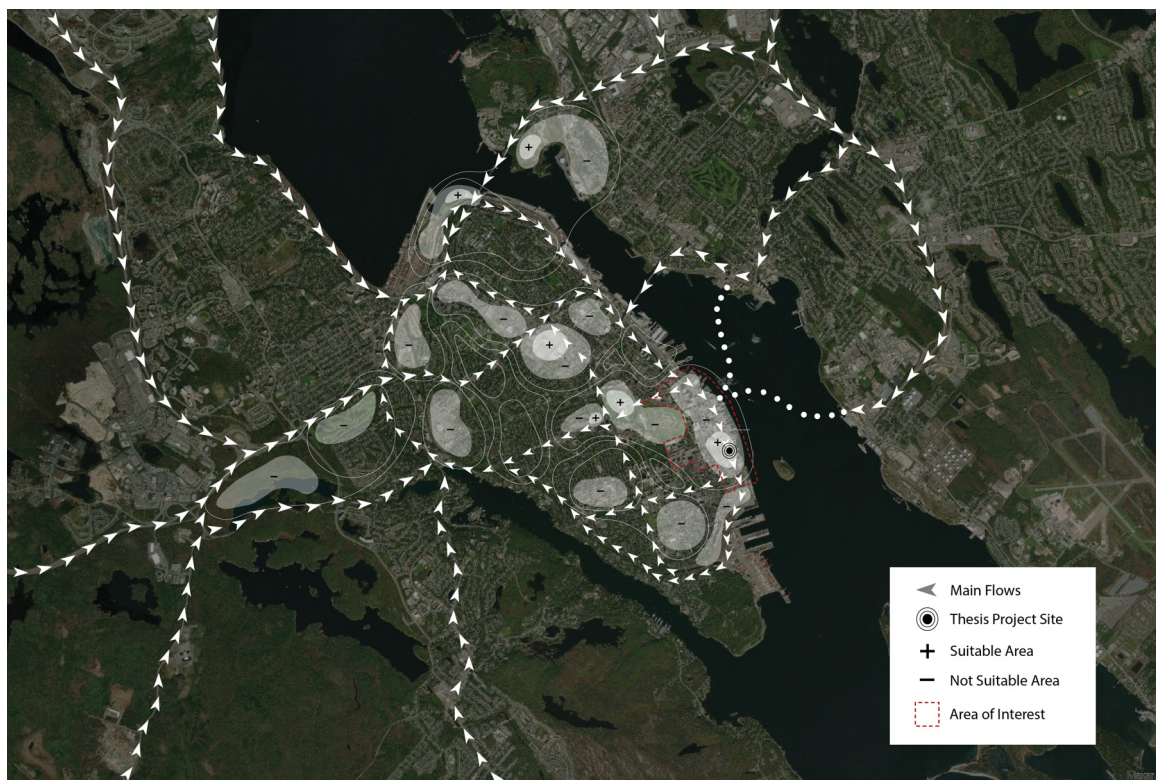 Main Flows
Thesis Project Site
Suitable Area
Not Suitable Area
Area of Interest